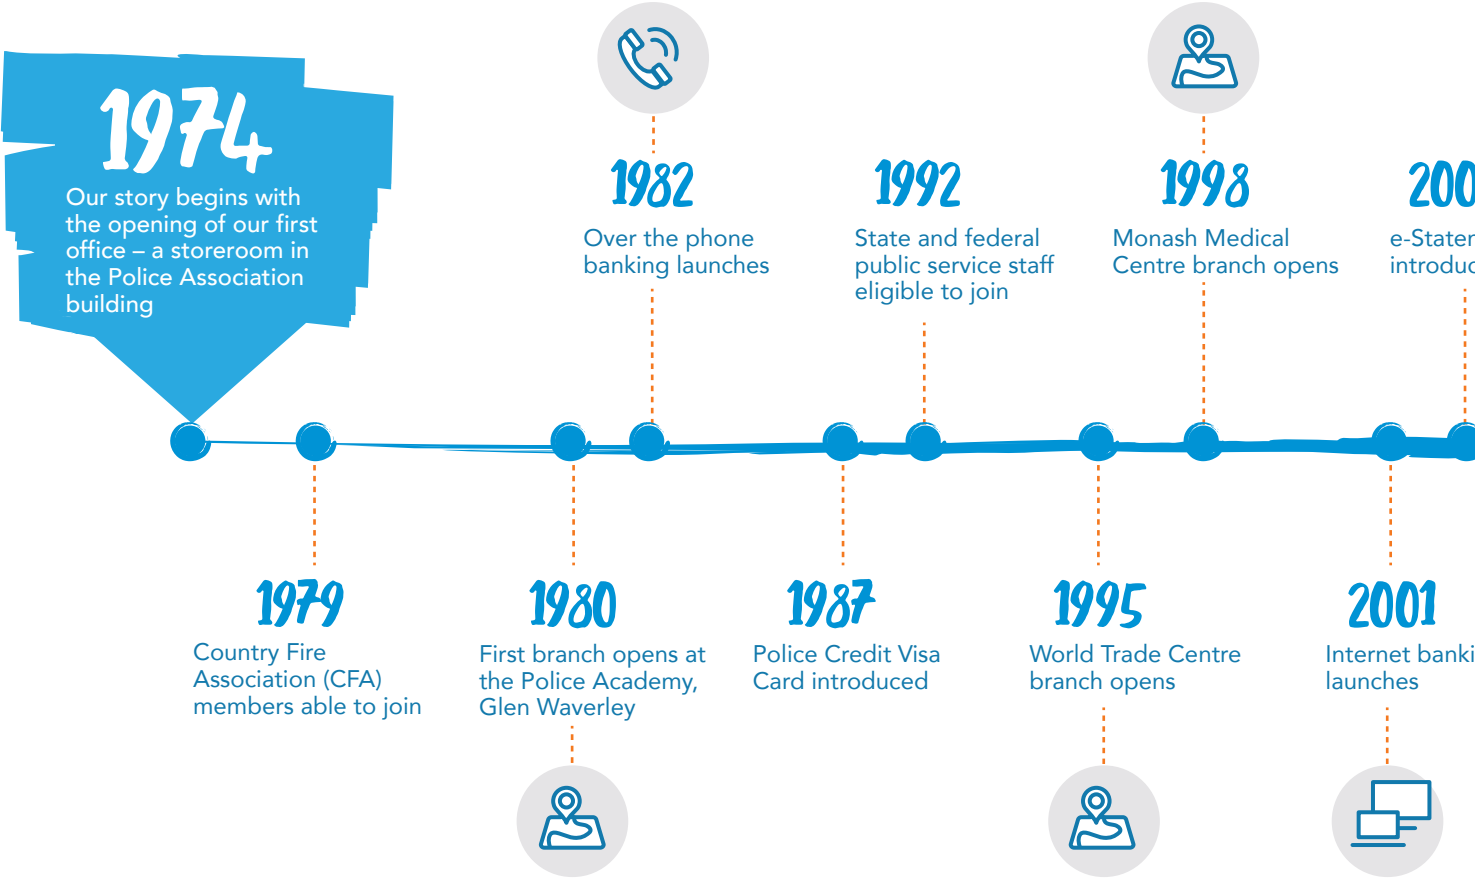 1974
Our story begins with
the opening of our first
office – a storeroom in
the Police Association
building
1979
Country Fire
Association (CFA)
members able to join
1980
First branch opens at
the Police Academy,
Glen Waverley
1982
Over the phone
banking launches
1987
Police Credit Visa
Card introduced
1992
State and federal
public service staff
eligible to join
1995
World Trade Centre
branch opens
1998
Monash Medical
Centre branch opens
2001
Internet
launches